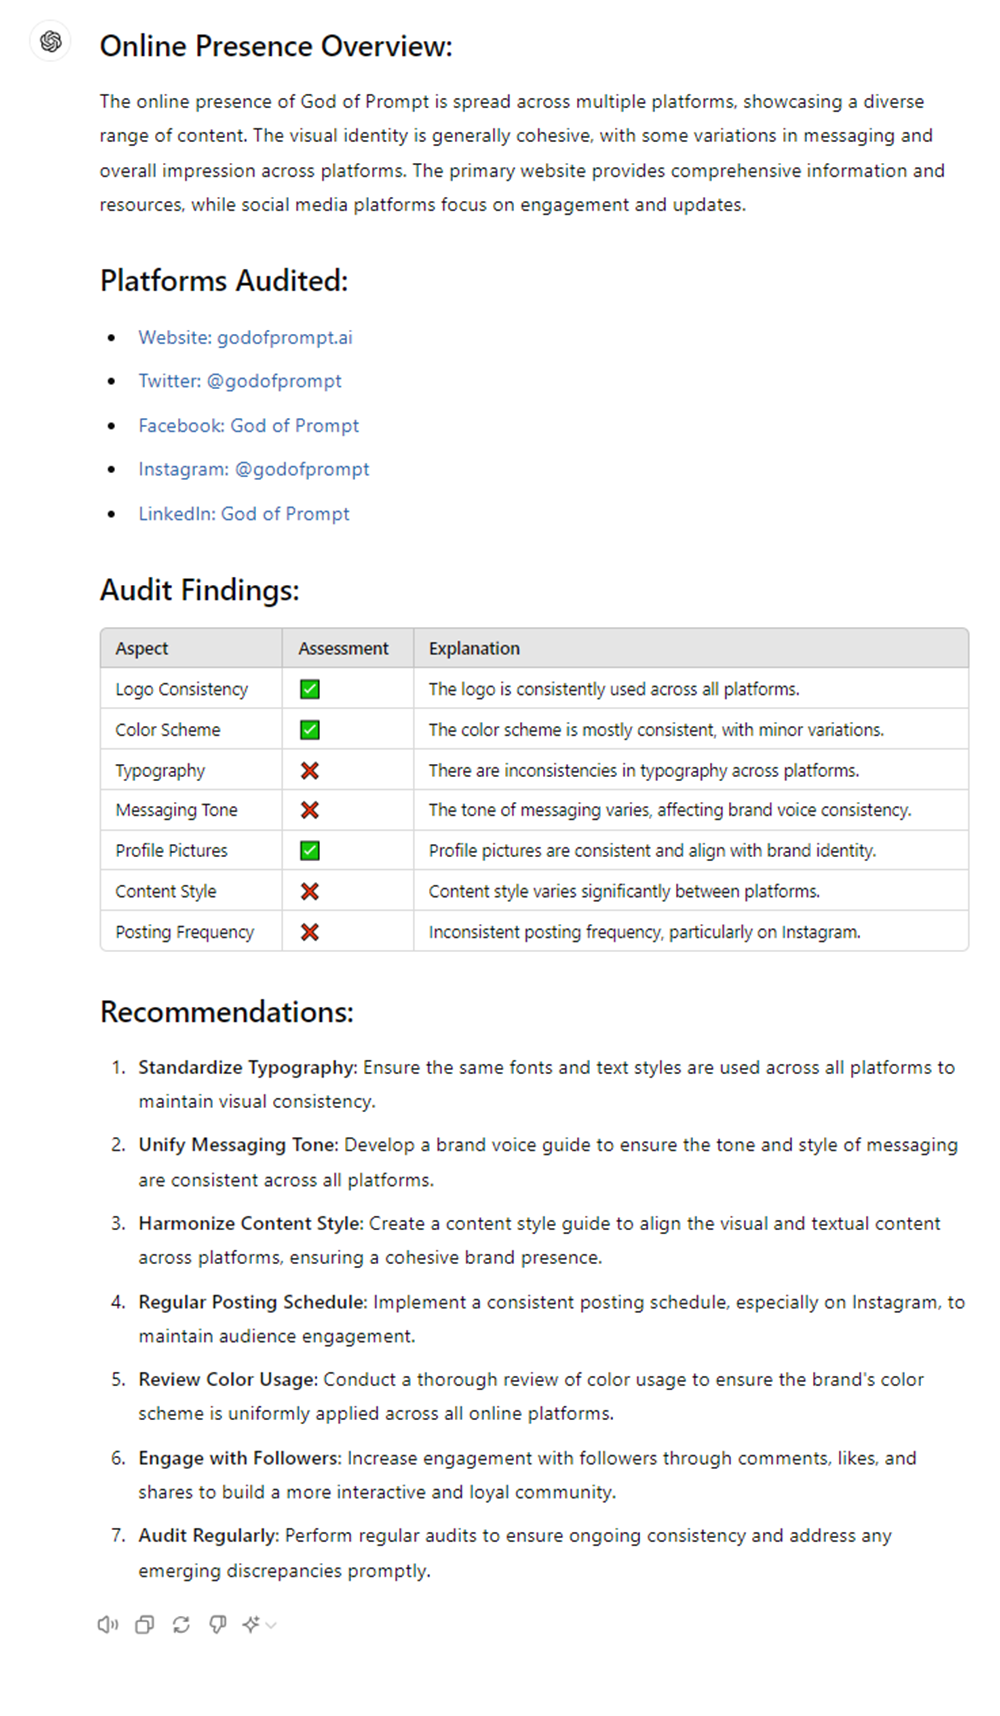 Online Presence Overview:
The online presence of God of Prompt is spread across multiple platforms, showcasing a diverse
range of content. The visual identity is generally cohesive, with some variations in messaging and
overall impression across platforms. The primary website provides comprehensive information and
resources, while social media platforms focus on engagement and updates.
Platforms Audited:
• Website: godofprompt.ai
• Twitter: @godofprompt
• Facebook: God of Prompt
• Instagram: @godofprompt
• LinkedIn: God of Prompt
Audit Findings:
Aspect Assessment Explanation
Logo Consistency ✅ The logo is consistently used across all platforms.
Color Scheme ✅ The color scheme is mostly consistent, with minor variations.
Typography ❌ There are inconsistencies in typography across platforms.
Messaging Tone ❌ The tone of messaging varies, affecting brand voice consistency.
Profile Pictures ✅ Profile pictures are consistent and align with brand identity.
Content Style ❌ Content style varies significantly between platforms.
Posting Frequency ❌ Inconsistent posting frequency, particularly on Instagram.
Recommendations:
1. Standardize Typography: Ensure the same fonts and text styles are used across all platforms to
maintain visual consistency.
2. Unify Messaging Tone: Develop a brand voice guide to ensure the tone and style of messaging
are consistent across all platforms.
3. Harmonize Content Style: Create a content style guide to align the visual and textual content
across platforms, ensuring a cohesive brand presence.
4. Regular Posting Schedule: Implement a consistent posting schedule, especially on Instagram, to
maintain audience engagement.
5. Review Color Usage: Conduct a thorough review of color usage to ensure the brand's color
scheme is uniformly applied across all online platforms.
6. Engage with Followers: Increase engagement with followers through comments, likes, and
shares to build a more interactive and loyal community.
7. Audit Regularly: Perform regular audits to ensure ongoing consistency and address any
emerging discrepancies promptly.